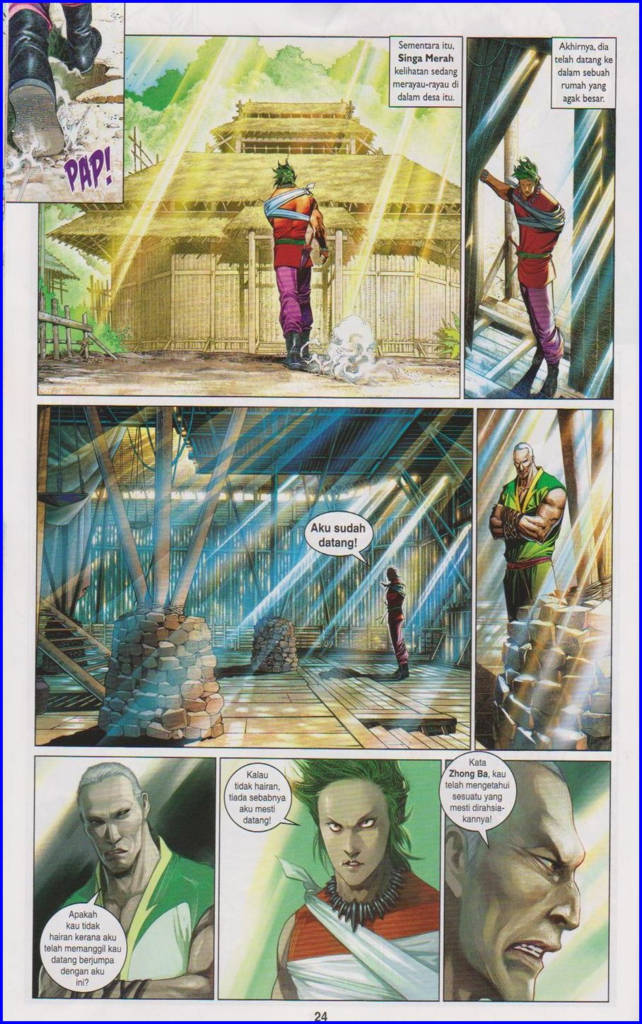 PAP!
Sementara itu,
Singa Merah
kelihatan sedang
merayau-rayau di
dalam desa itu.
Akhirnya, dia
telah datang ke
dalam sebuah
rumah yang
agak besar.
Aku sudah
datang!
Apakah
kau tidak
hairan kerana aku
telah memanggil kau
datang berjumpa
dengan aku
ini?
Kalau
tidak hairan,
tiada sebabnya
aku mesti
datang!
Kata
Zhong Ba, kau
telah mengetahui
sesuatu yang
mesti dirahsia-
kannya!
24